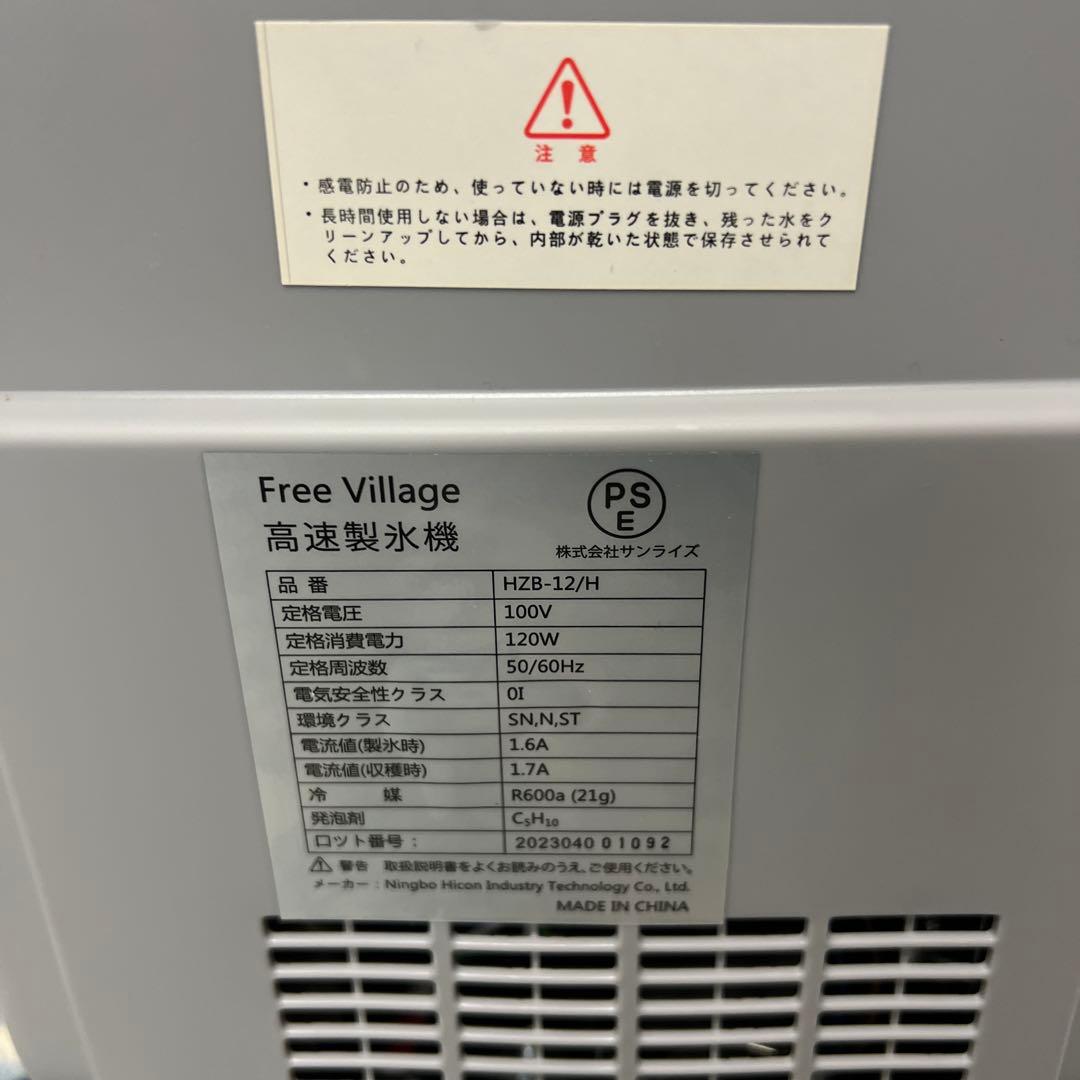 注 意
・感電防止のため、使っていない時には電源を切ってください。
・長時間使用しない場合は、電源プラグを抜き、残った水をク
リーンアップしてから、内部が乾いた状態で保存させられて
ください。
Free Village
高速製氷機
PS
E
株式会社サンライズ
品番 HZB-12/H
定格電圧 100V
定格消費電力 120W
定格周波数 50/60Hz
電気安全性クラス 0I
環境クラス SN,N,ST
電流値(製氷時) 1.6A
電流値(収穫時) 1.7A
冷 媒 R600a (21g)
発泡剤 C₅H₁₀
ロット番号： 2023040 01092
警告 取扱説明書をよくお読みのうえ、ご使用ください。
メーカー：Ningbo Hicon Industry Technology Co., Ltd.
MADE IN CHINA